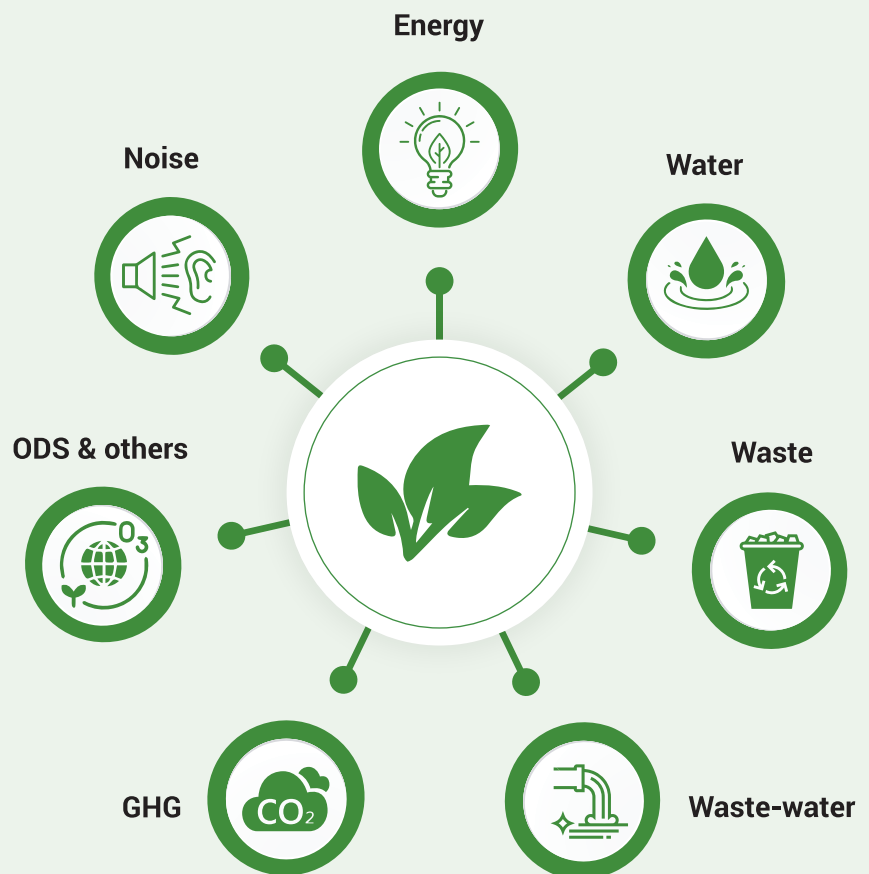 Energy
Noise
Water
ODS & others
Waste
O3
GHG
CO2
Waste-water